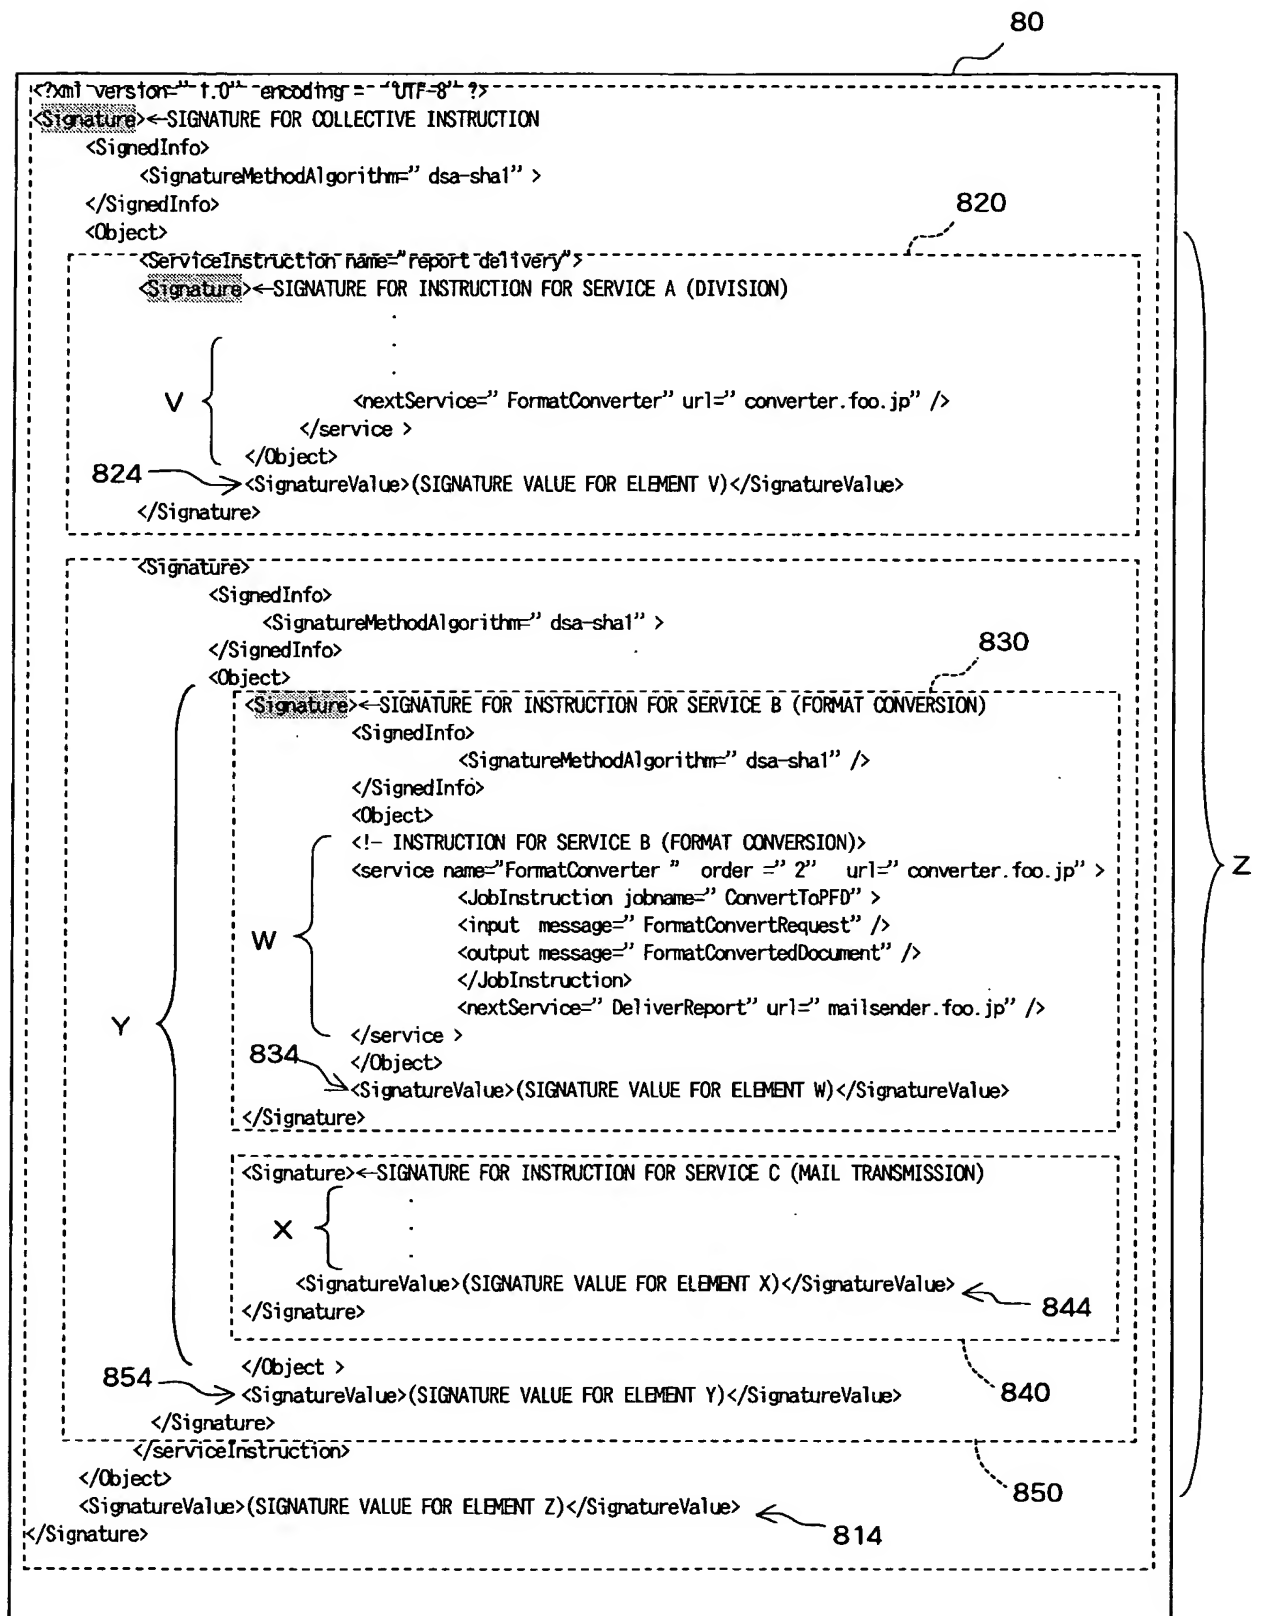 80
<?xml version=" 1.0" encoding = "UTF-8" ?>
<Signature>←SIGNATURE FOR COLLECTIVE INSTRUCTION
<SignedInfo>
<SignatureMethodAlgorithm=" dsa-sha1" >
</SignedInfo>
820
<Object>
<ServiceInstruction name="report delivery">
<Signature>←SIGNATURE FOR INSTRUCTION FOR SERVICE A (DIVISION)
.
.
.
V
<nextService=" FormatConverter" url=" converter.foo.jp" />
</service >
</Object>
824
<SignatureValue>(SIGNATURE VALUE FOR ELEMENT V)</SignatureValue>
</Signature>
<Signature>
<SignedInfo>
<SignatureMethodAlgorithm=" dsa-sha1" >
</SignedInfo>
830
<Object>
<Signature>←SIGNATURE FOR INSTRUCTION FOR SERVICE B (FORMAT CONVERSION)
<SignedInfo>
<SignatureMethodAlgorithm=" dsa-sha1" />
</SignedInfo>
<Object>
<!- INSTRUCTION FOR SERVICE B (FORMAT CONVERSION)>
<service name="FormatConverter " order =" 2" url=" converter.foo.jp" >
Z
<JobInstruction jobname=" ConvertToPFD" >
<input message=" FormatConvertRequest" />
W
<output message=" FormatConvertedDocument" />
</JobInstruction>
<nextService=" DeliverReport" url=" mailsender.foo.jp" />
Y
</service >
834
</Object>
<SignatureValue>(SIGNATURE VALUE FOR ELEMENT W)</SignatureValue>
</Signature>
<Signature>←SIGNATURE FOR INSTRUCTION FOR SERVICE C (MAIL TRANSMISSION)
.
X
.
.
<SignatureValue>(SIGNATURE VALUE FOR ELEMENT X)</SignatureValue>
844
</Signature>
</Object >
854
<SignatureValue>(SIGNATURE VALUE FOR ELEMENT Y)</SignatureValue>
840
</Signature>
</serviceInstruction>
</Object>
850
<SignatureValue>(SIGNATURE VALUE FOR ELEMENT Z)</SignatureValue>
814
</Signature>